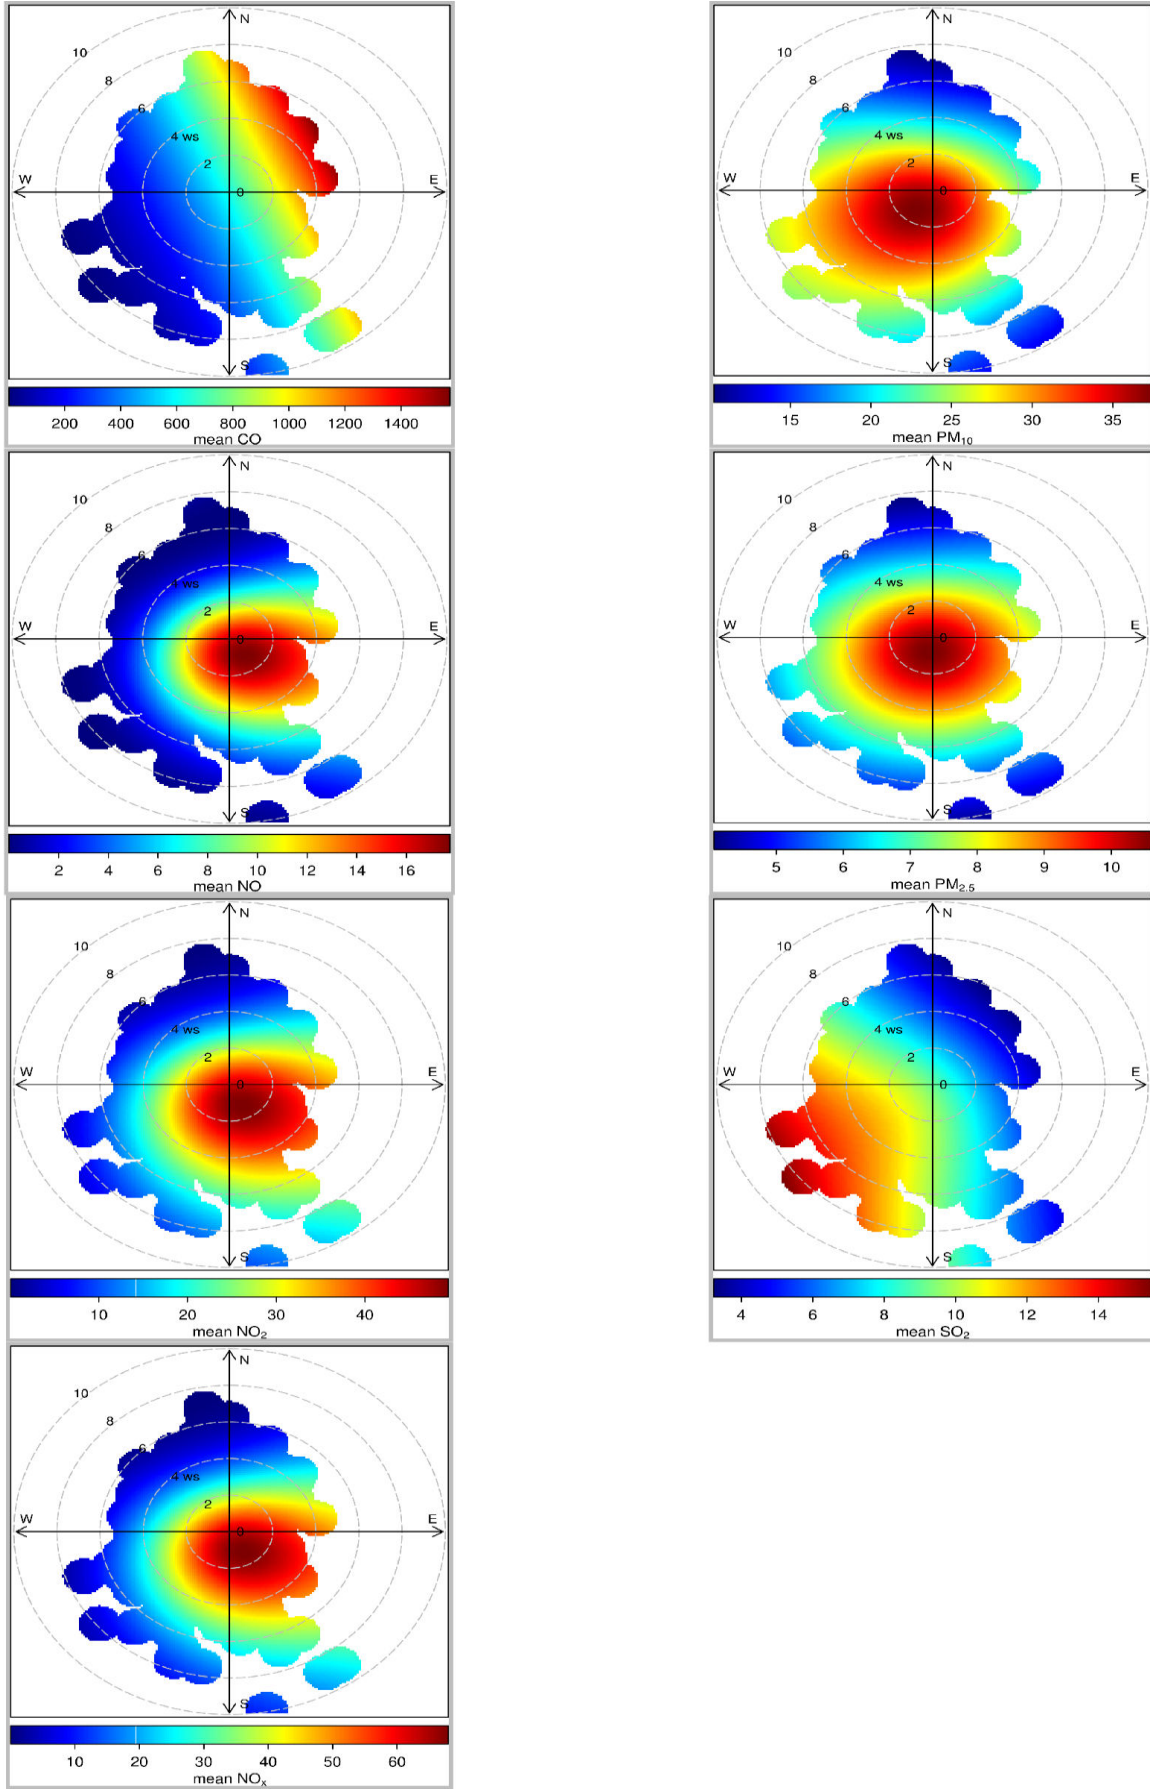 N
10
8
6
4 ws
2
W
0
E
S
200 400 600 800 1000 1200 1400
mean CO
N
10
8
6
4 ws
2
W
0
E
S
15 20 25 30 35
mean PM₁₀
N
10
8
6
4 ws
2
W
0
E
S
2 4 6 8 10 12 14 16
mean NO
N
10
8
6
4 ws
2
W
0
E
S
5 6 7 8 9 10
mean PM₂.₅
N
10
8
6
4 ws
2
W
0
E
S
10 20 30 40
mean NO₂
N
10
8
6
4 ws
2
W
0
E
S
4 6 8 10 12 14
mean SO₂
N
10
8
6
4 ws
2
W
0
E
S
10 20 30 40 50 60
mean NOₓ